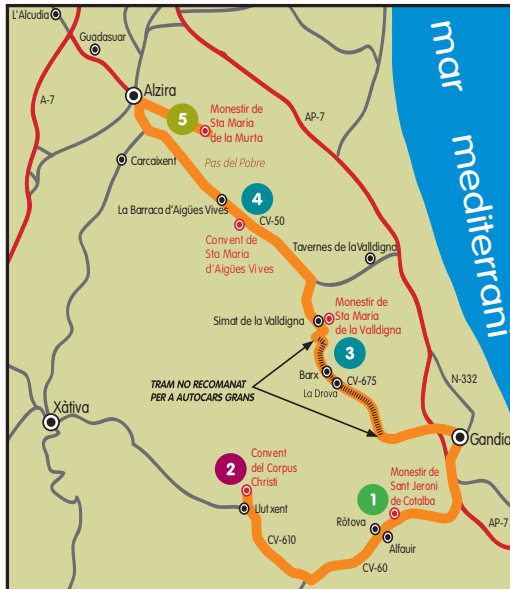 L'Alcudia
Guadasuar
A-7
Alzira
5
Monestir de
Sta Maria
de la Murta
AP-7
mar mediterrani
Carcaixent
Pas del Pobre
4
La Barraca d'Aigües Vives
CV-50
Convent de
Sta Maria
d'Aigües Vives
Tavernes de la Valldigna
Simat de la Valldigna
Monestir de
Sta Maria
de la Valldigna
3
Barx
CV-675
La Drova
TRAM NO RECOMANAT
PER A AUTOCARS GRANS
N-332
Xàtiva
Gandia
2
Convent
del Corpus
Christi
Llutxent
1
Monestir de
Sant Jeroni
de Cotalba
Ròtova
Alfauir
AP-7
CV-610
CV-60